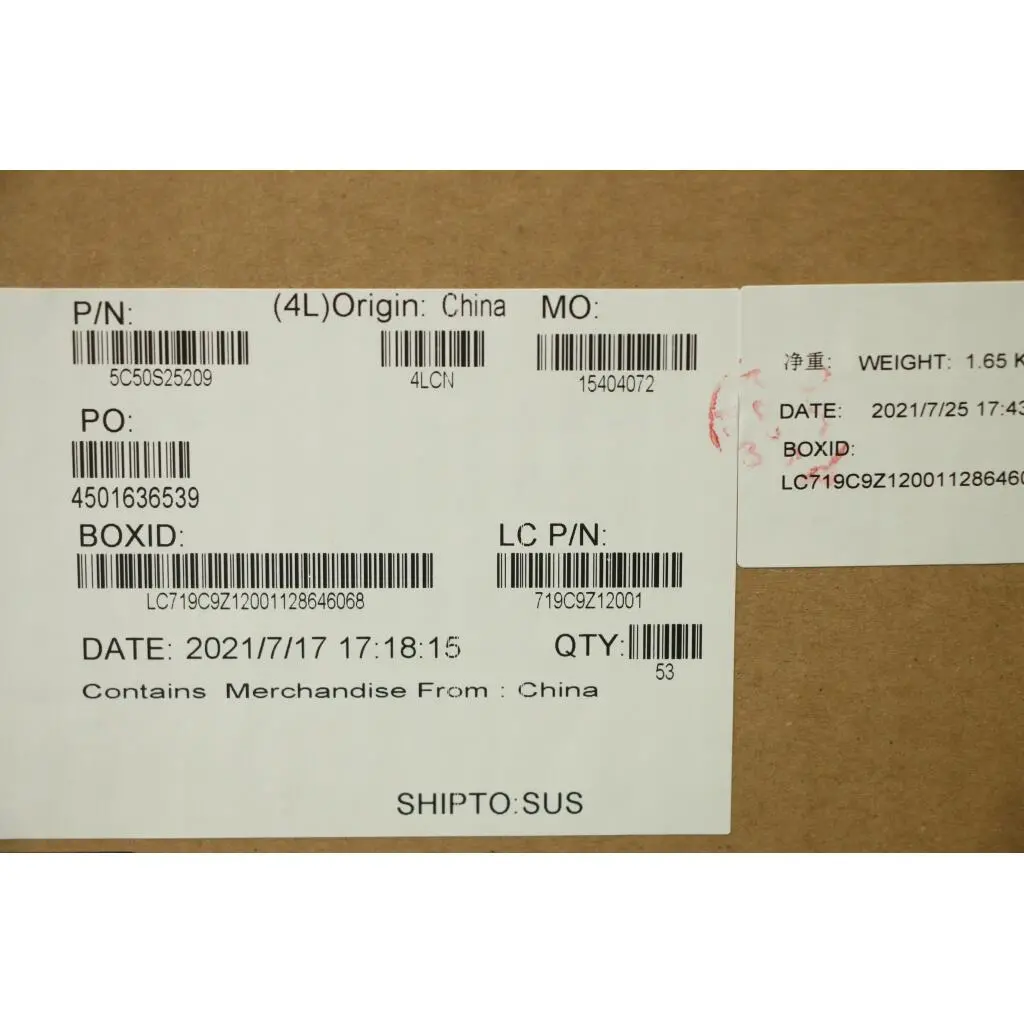 P/N: (4L)Origin: China MO:
5C50S25209 4LCN 15404072
PO:
4501636539
BOXID: LC P/N:
LC719C9Z12001128646068 719C9Z12001
DATE: 2021/7/17 17:18:15 QTY:
53
Contains Merchandise From : China
SHIPTO:SUS
净重: WEIGHT: 1.65
DATE: 2021/7/25 17:43
BOXID:
LC719C9Z120011286460